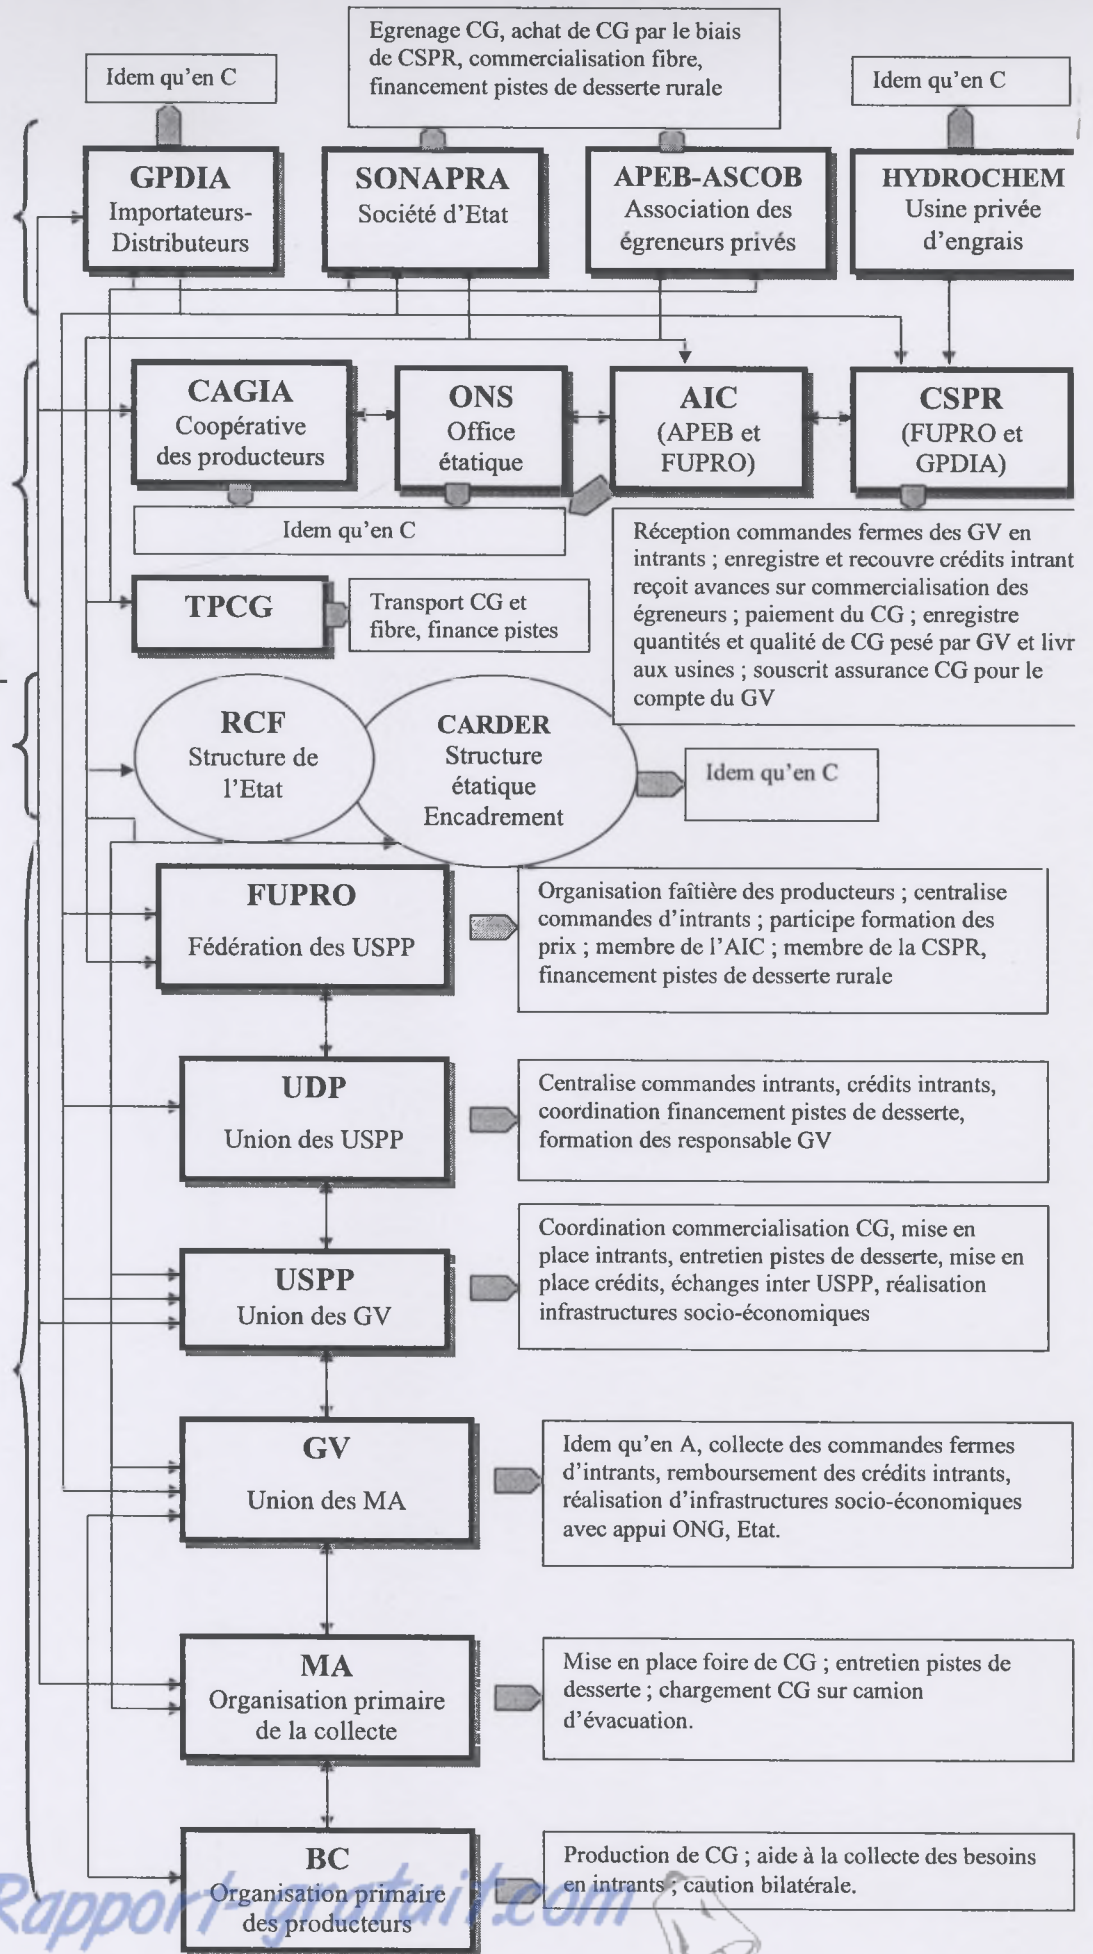 Egrenage CG, achat de CG par le biais
de CSPR, commercialisation fibre,
financement pistes de desserte rurale
Idem qu'en C
Idem qu'en C
GPDIA
Importateurs-
Distributeurs
SONAPRA
Société d'Etat
APEB-ASCOB
Association des
égreneurs privés
HYDROCHEM
Usine privée
d'engrais
CAGIA
Coopérative
des producteurs
ONS
Office
étatique
AIC
(APEB et
FUPRO)
CSPR
(FUPRO et
GPDIA)
Idem qu'en C
Réception commandes fermes des GV en
intrants ; enregistre et recouvre crédits intrant
reçoit avances sur commercialisation des
égreneurs ; paiement du CG ; enregistre
quantités et qualité de CG pesé par GV et livr
aux usines ; souscrit assurance CG pour le
compte du GV
TPCG
Transport CG et
fibre, finance pistes
RCF
Structure de
l'Etat
CARDER
Structure
étatique
Encadrement
Idem qu'en C
FUPRO
Fédération des USPP
Organisation faîtière des producteurs ; centralise
commandes d'intrants ; participe formation des
prix ; membre de l'AIC ; membre de la CSPR,
financement pistes de desserte rurale
UDP
Union des USPP
Centralise commandes intrants, crédits intrants,
coordination financement pistes de desserte,
formation des responsable GV
USPP
Union des GV
Coordination commercialisation CG, mise en
place intrants, entretien pistes de desserte, mise en
place crédits, échanges inter USPP, réalisation
infrastructures socio-économiques
GV
Union des MA
Idem qu'en A, collecte des commandes fermes
d'intrants, remboursement des crédits intrants,
réalisation d'infrastructures socio-économiques
avec appui ONG, Etat.
MA
Organisation primaire
de la collecte
Mise en place foire de CG ; entretien pistes de
desserte ; chargement CG sur camion
d'évacuation.
BC
Organisation primaire
des producteurs
Production de CG ; aide à la collecte des besoins
en intrants ; caution bilatérale.
Rapport-gratuit.com